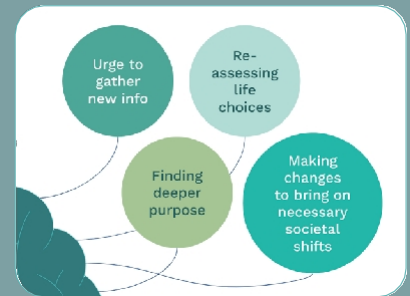 Urge to
gather
new info
Re-
assessing
life
choices
Finding
deeper
purpose
Making
changes
to bring on
necessary
societal
shifts